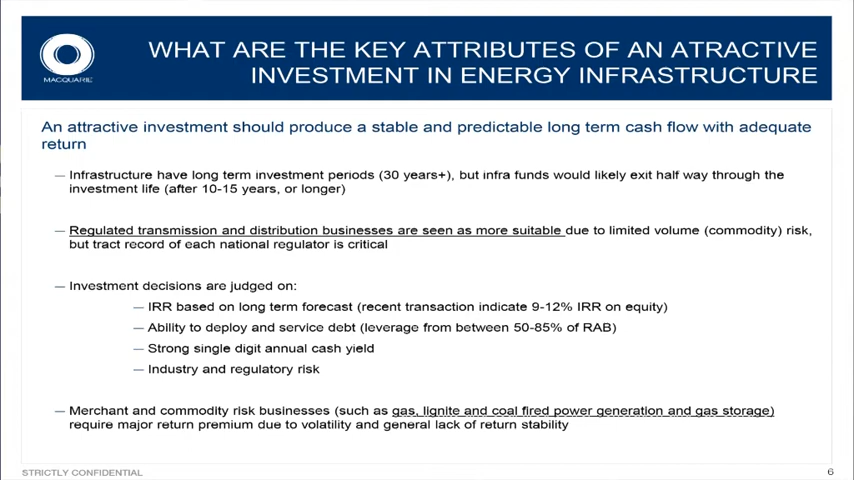 WHAT ARE THE KEY ATTRIBUTES OF AN ATRACTIVE
INVESTMENT IN ENERGY INFRASTRUCTURE
MACQUARIE
An attractive investment should produce a stable and predictable long term cash flow with adequate
return
— Infrastructure have long term investment periods (30 years+), but infra funds would likely exit half way through the
investment life (after 10-15 years, or longer)
— Regulated transmission and distribution businesses are seen as more suitable due to limited volume (commodity) risk,
but tract record of each national regulator is critical
— Investment decisions are judged on:
— IRR based on long term forecast (recent transaction indicate 9-12% IRR on equity)
— Ability to deploy and service debt (leverage from between 50-85% of RAB)
— Strong single digit annual cash yield
— Industry and regulatory risk
— Merchant and commodity risk businesses (such as gas, lignite and coal fired power generation and gas storage)
require major return premium due to volatility and general lack of return stability
STRICTLY CONFIDENTIAL
6